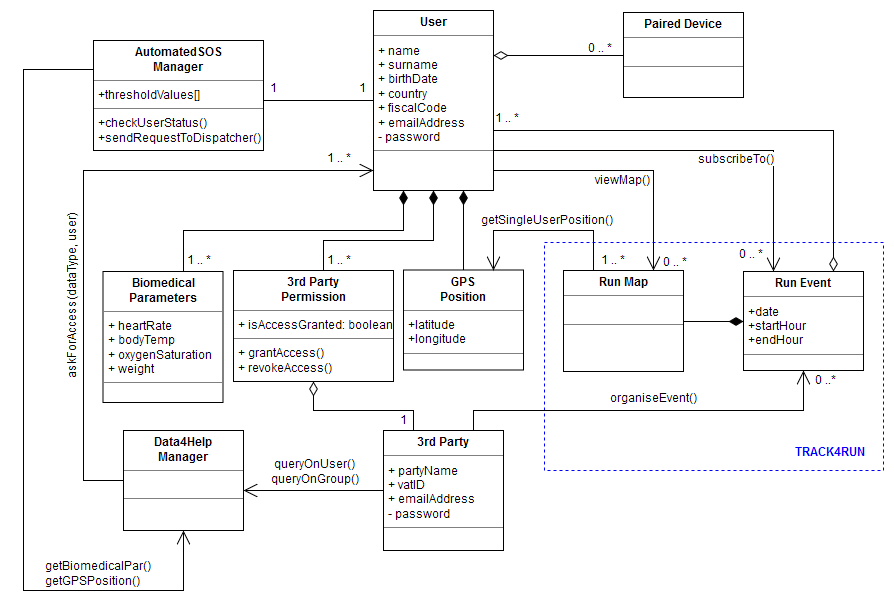 User
+ name
+ surname
+ birthDate
+ country
+ fiscalCode
+ emailAddress
- password
Paired Device
0 .. *
AutomatedSOS
Manager
+thresholdValues[]
+checkUserStatus()
+sendRequestToDispatcher()
1
1
1 .. *
1 .. *
subscribeTo()
viewMap()
askForAccess(dataType, user)
getSingleUserPosition()
1 .. *
1 .. *
1 .. *
0 .. *
0 .. *
Biomedical
Parameters
+ heartRate
+ bodyTemp
+ oxygenSaturation
+ weight
3rd Party
Permission
+ isAccessGranted: boolean
+ grantAccess()
+ revokeAccess()
GPS
Position
+latitude
+longitude
Run Map
Run Event
+date
+startHour
+endHour
0 .. *
organiseEvent()
TRACK4RUN
1
Data4Help
Manager
queryOnUser()
queryOnGroup()
3rd Party
+ partyName
+ vatID
+ emailAddress
- password
getBiomedicalPar()
getGPSPosition()